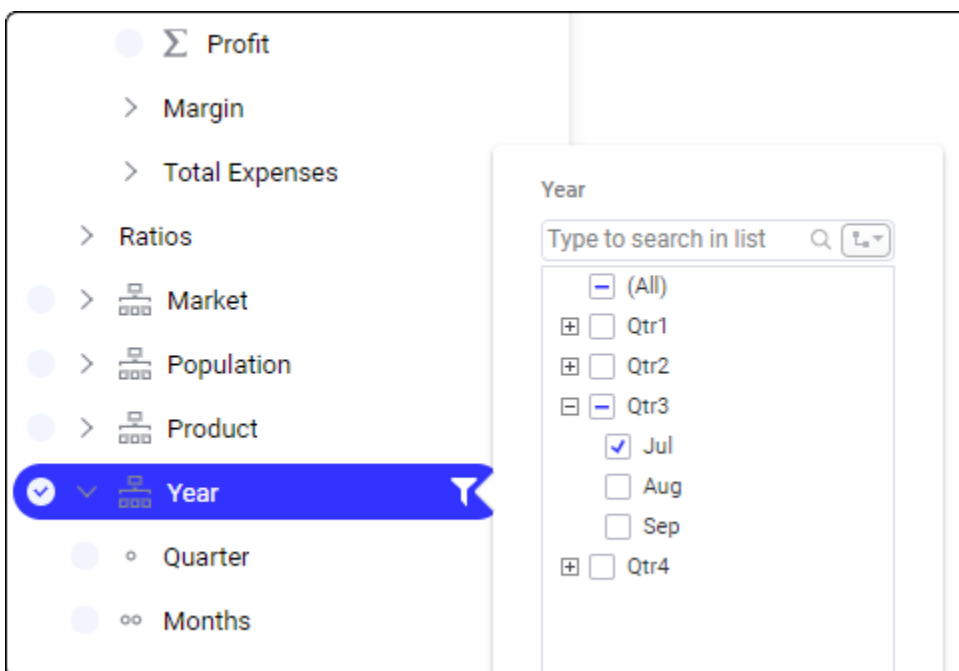 Profit
Margin
Total Expenses
Ratios
Market
Population
Product
Year
Quarter
Months
Year
Type to search in list
(All)
Qtr1
Qtr2
Qtr3
Jul
Aug
Sep
Qtr4